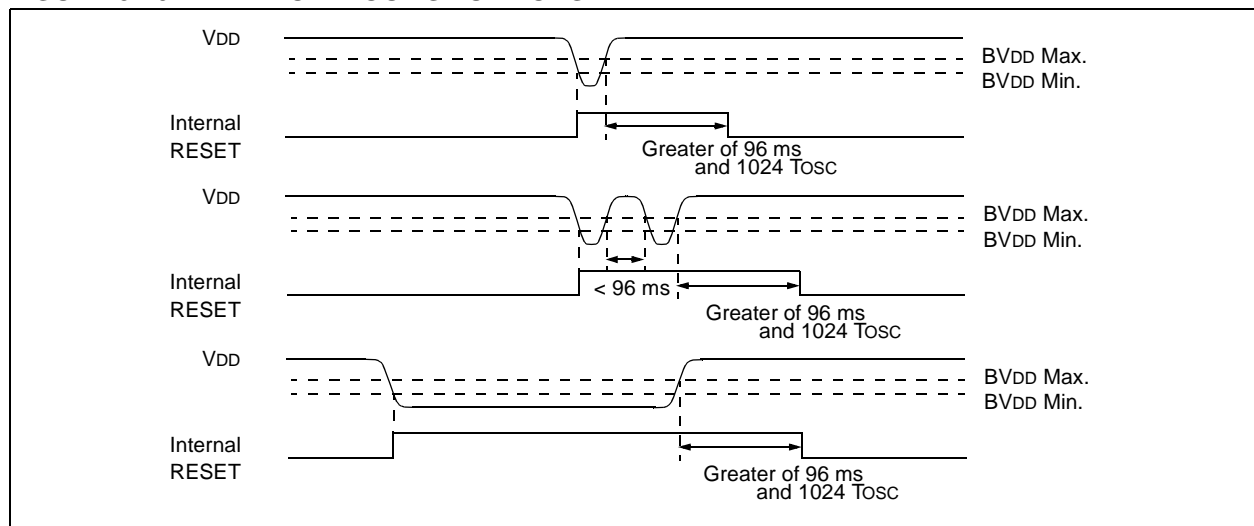 VDD
BVDD Max.
BVDD Min.
Internal
RESET
Greater of 96 ms
and 1024 TOSC
VDD
BVDD Max.
BVDD Min.
Internal
RESET
< 96 ms
Greater of 96 ms
and 1024 TOSC
VDD
BVDD Max.
BVDD Min.
Internal
RESET
Greater of 96 ms
and 1024 TOSC